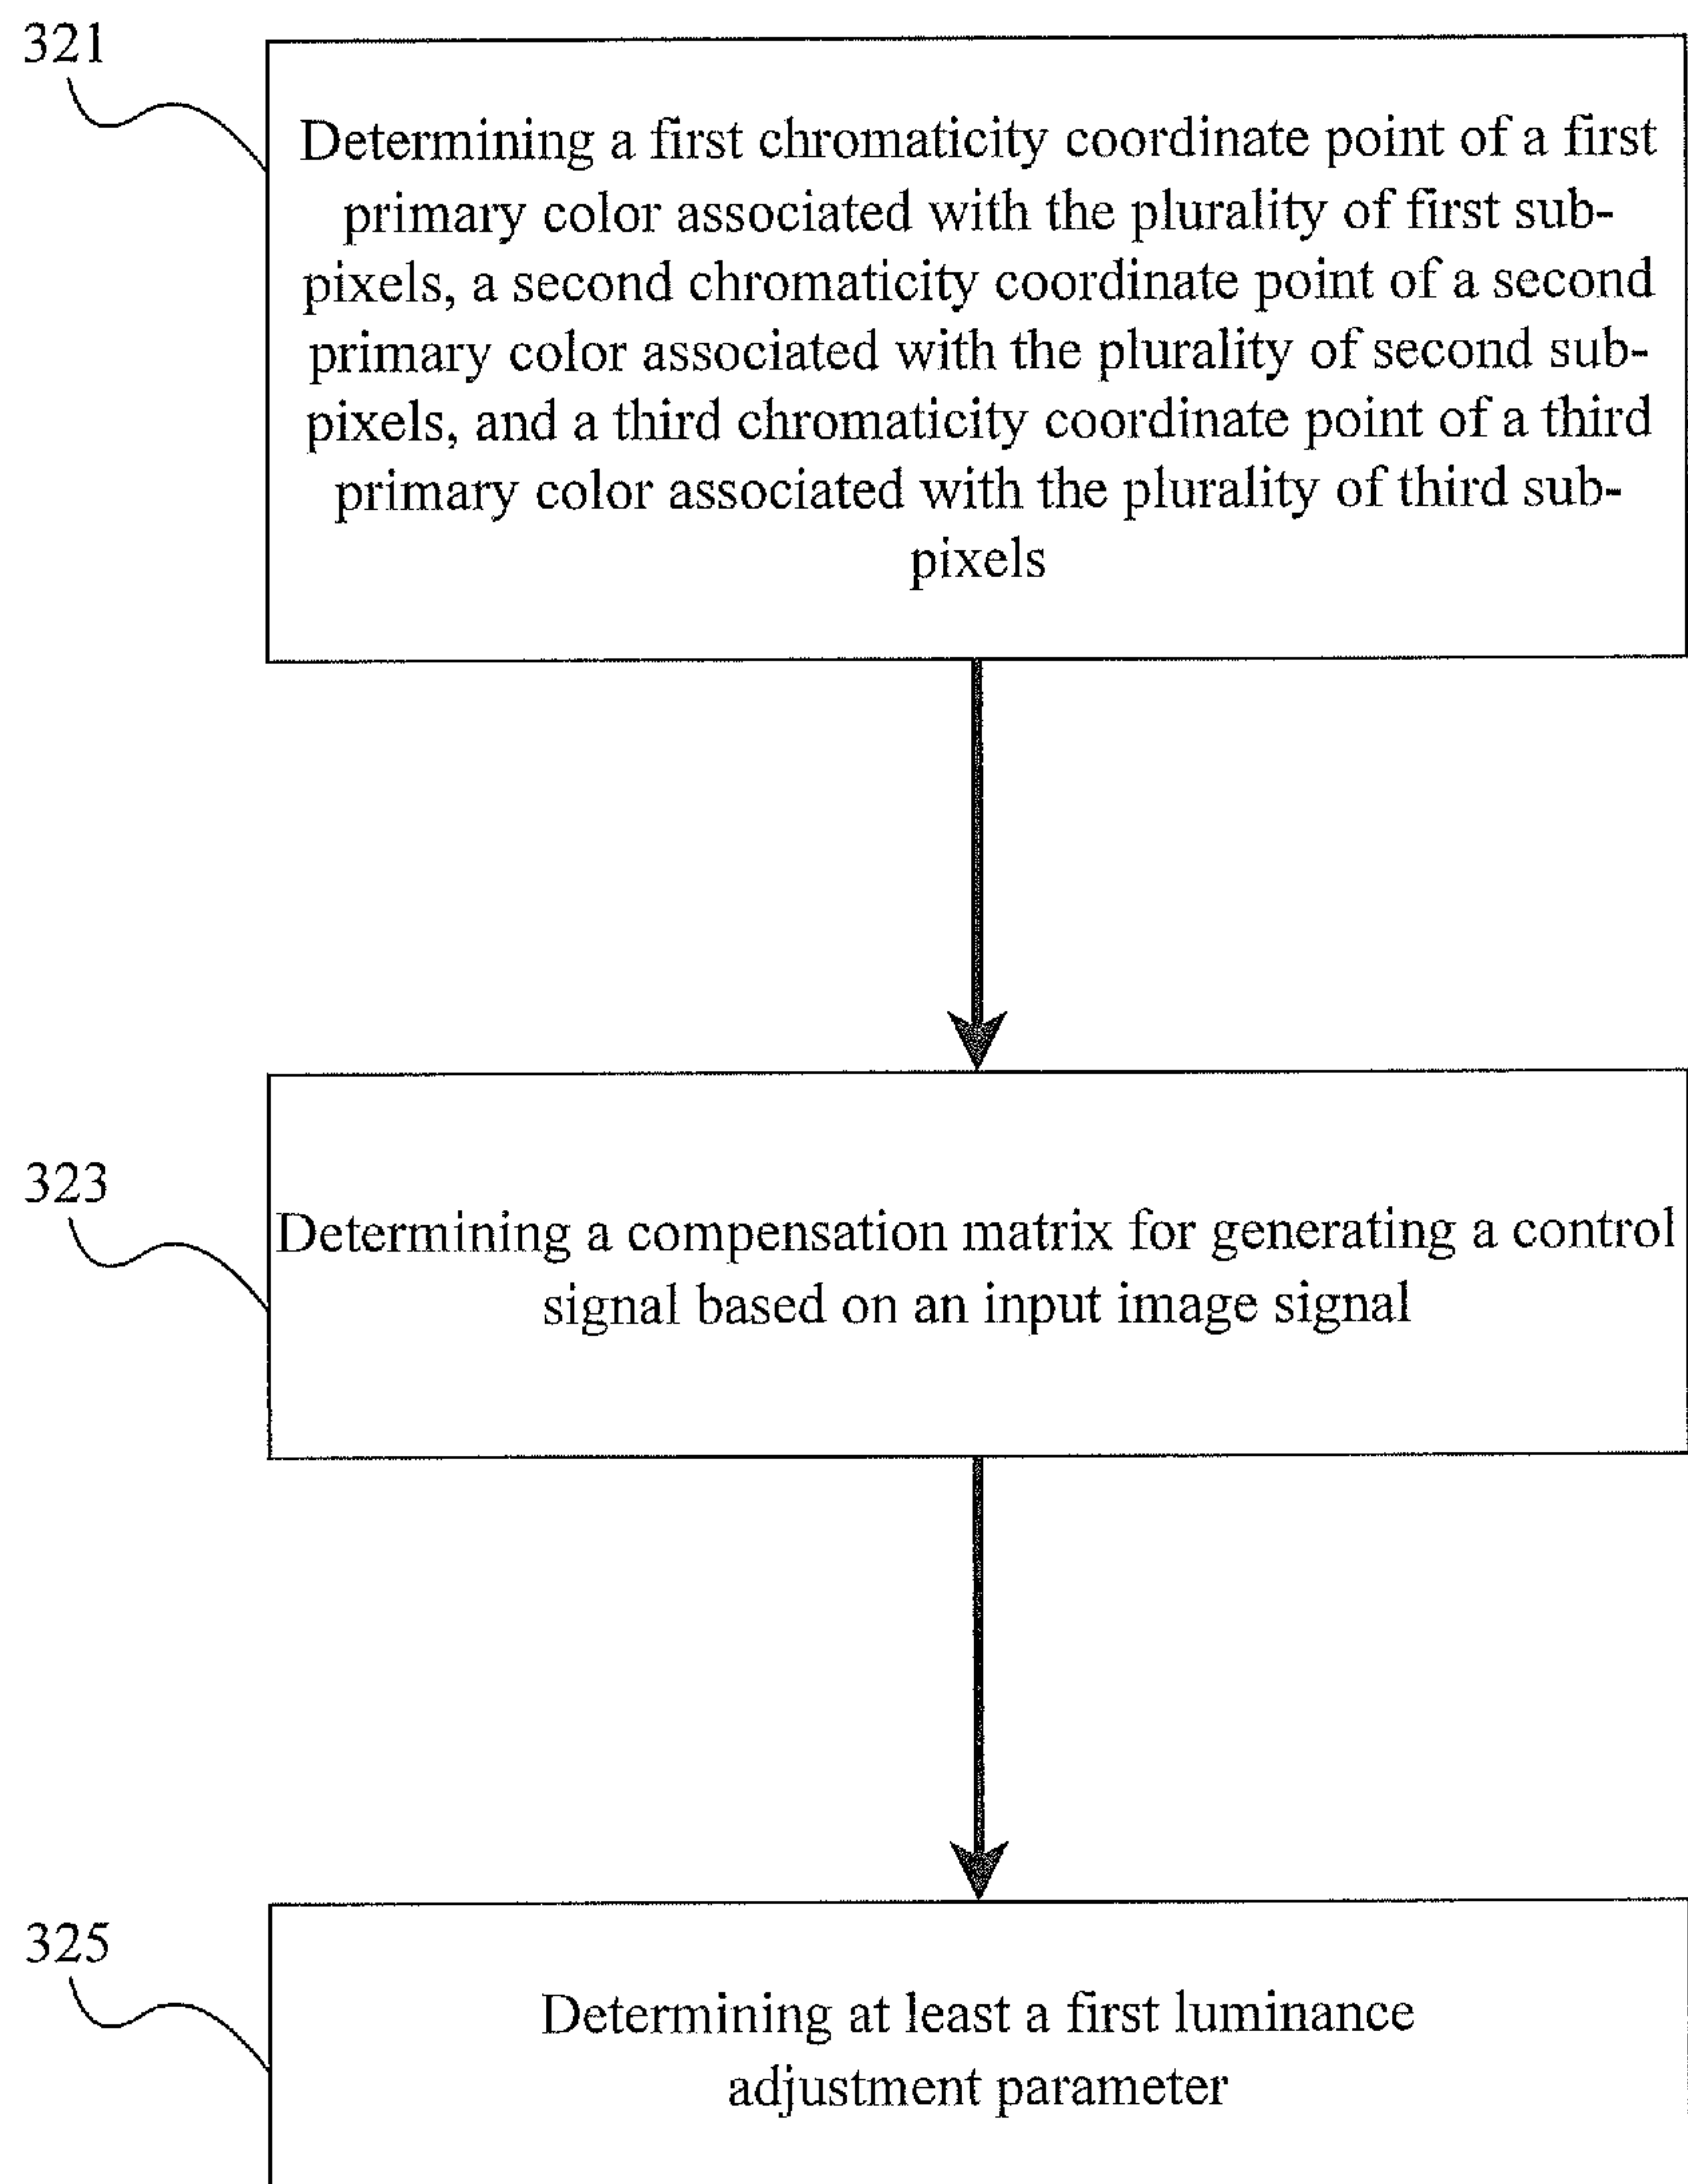 321
Determining a first chromaticity coordinate point of a first
primary color associated with the plurality of first sub-
pixels, a second chromaticity coordinate point of a second
primary color associated with the plurality of second sub-
pixels, and a third chromaticity coordinate point of a third
primary color associated with the plurality of third sub-
pixels
323
Determining a compensation matrix for generating a control
signal based on an input image signal
325
Determining at least a first luminance
adjustment parameter